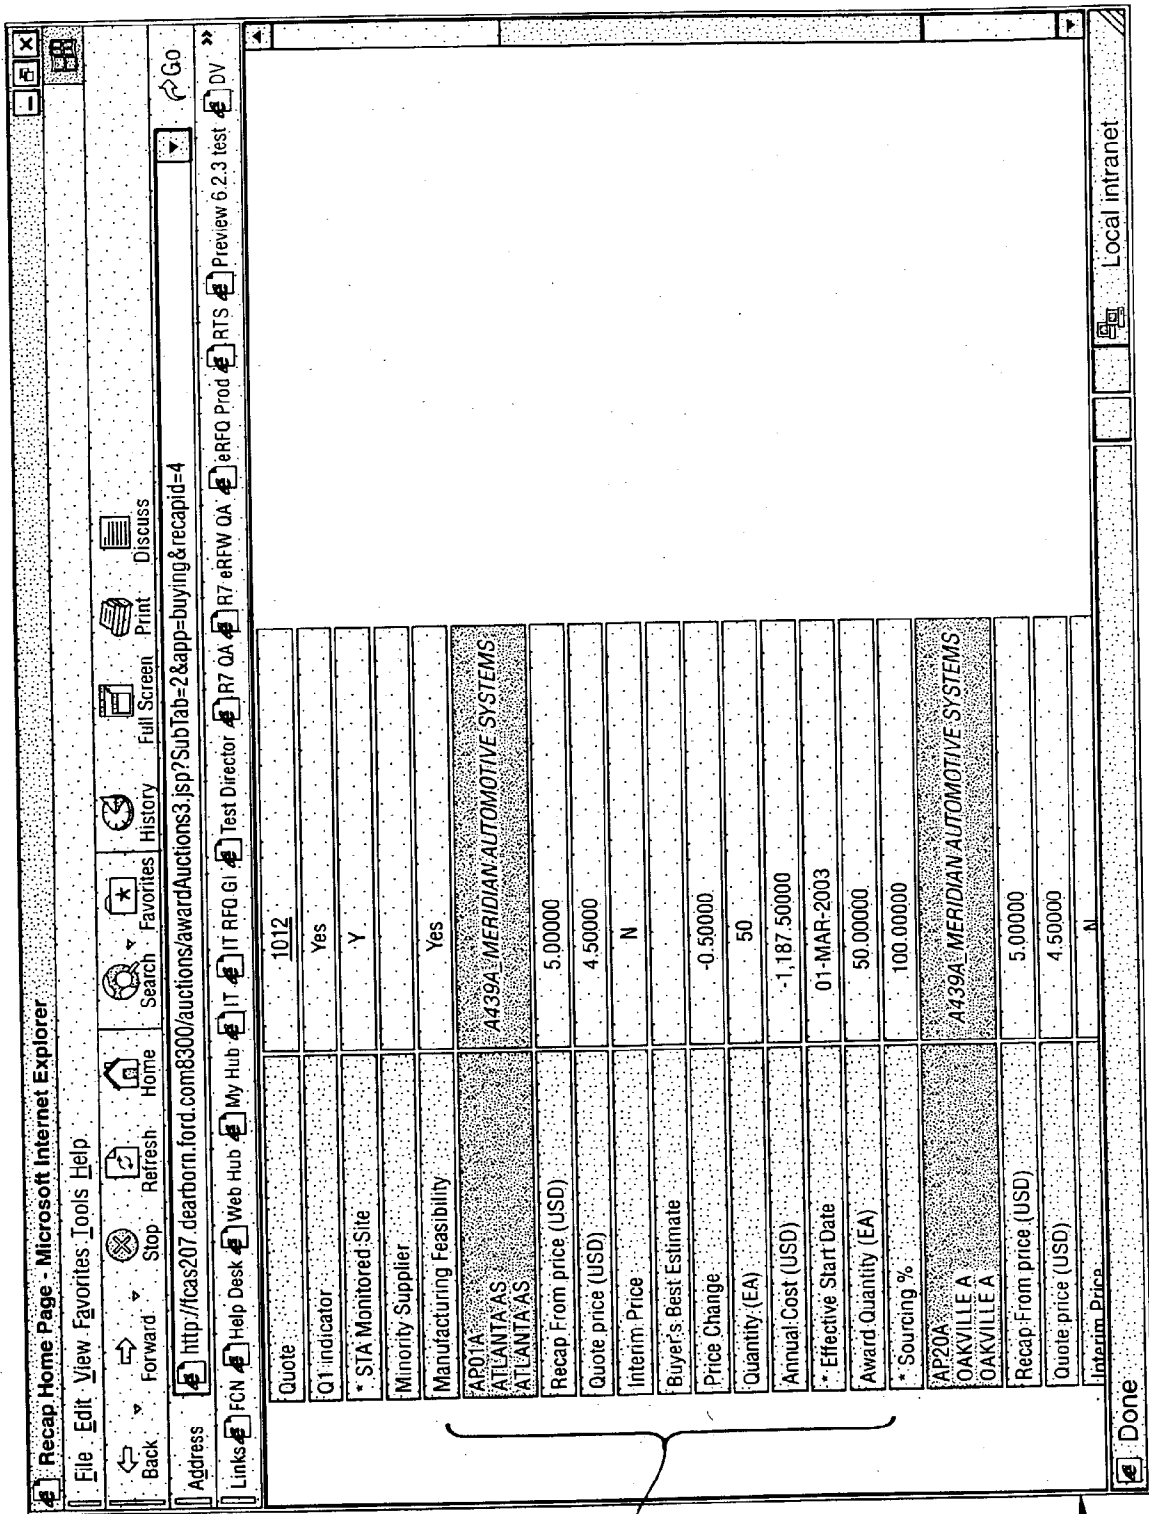 Recap Home Page - Microsoft Internet Explorer
File Edit View Favorites Tools Help
Back Forward Stop Refresh Home Search Favorites History Full Screen Print Discuss
Address http://fcas207.dearborn.ford.com8300/auctions/awardAuctions3.jsp?SubTab=2&app=buying&recapid=4 Go
Links FCN Help Desk Web Hub My Hub IT IT RFQ GI Test Director R7 QA R7 eRFW QA eRFQ Prod RTS Preview 6.2.3 test DV »
Quote 1012
Q1 indicator Yes
* STA Monitored Site Y
Minority Supplier
Manufacturing Feasibility Yes
AP01A
ATLANTA AS
ATLANTA AS
A439A_MERIDIAN AUTOMOTIVE SYSTEMS
Recap From price (USD) 5.00000
Quote price (USD) 4.50000
Interim Price N
Buyer's Best Estimate
Price Change -0.50000
Quantity (EA) 50
Annual Cost (USD) -1,187.50000
* Effective Start Date 01-MAR-2003
Award Quantity (EA) 50.00000
* Sourcing % 100.00000
AP20A
OAKVILLE A
OAKVILLE A
A439A_MERIDIAN AUTOMOTIVE SYSTEMS
Recap From price (USD) 5.00000
Quote price (USD) 4.50000
Interim Price N
Done Local intranet